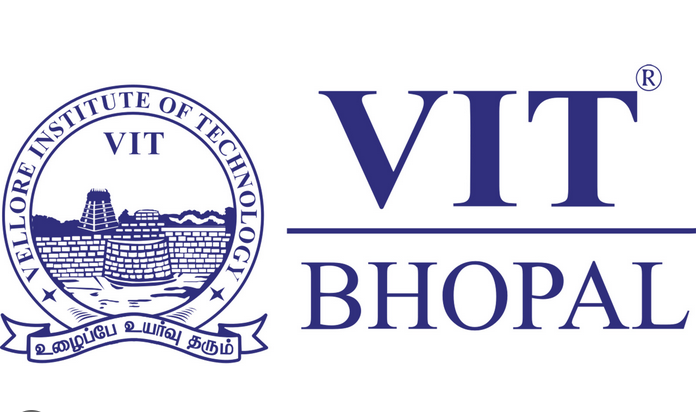 VELLORE INSTITUTE OF TECHNOLOGY
VIT
உழைப்பே உயர்வு தரும்
VIT®
BHOPAL